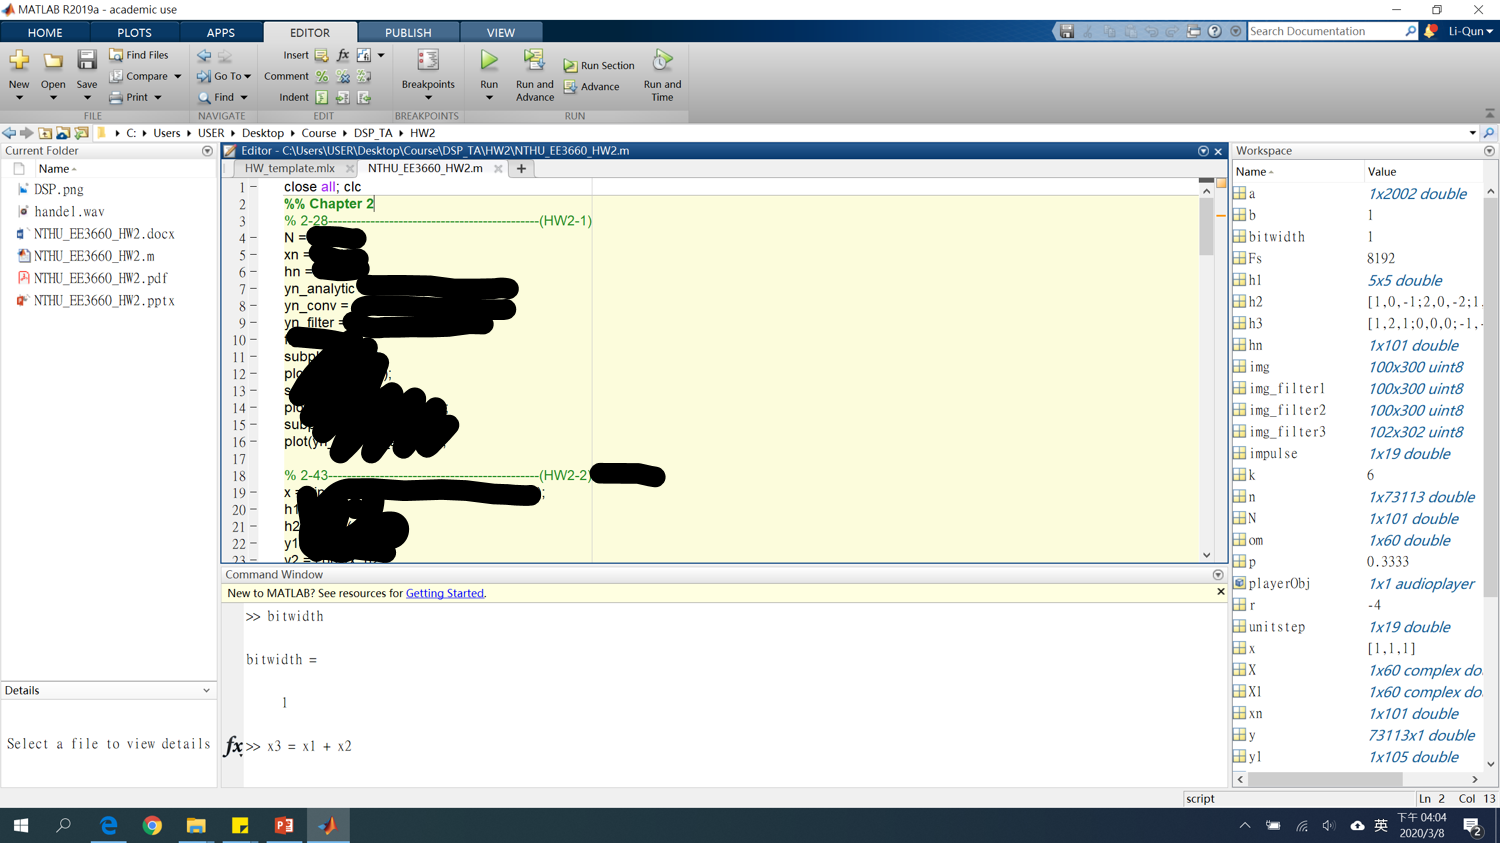 MATLAB R2019a - academic use
HOME PLOTS APPS EDITOR PUBLISH VIEW
Search Documentation Li-Qun
New Open Save
Find Files
Compare
Print
Go To
Find
Insert fx
Comment
Indent
Breakpoints
Run
Run and Advance
Run Section
Advance
Run and Time
FILE NAVIGATE EDIT BREAKPOINTS RUN
C: Users USER Desktop Course DSP_TA HW2
Current Folder
Name
DSP.png
handel.wav
NTHU_EE3660_HW2.docx
NTHU_EE3660_HW2.m
NTHU_EE3660_HW2.pdf
NTHU_EE3660_HW2.pptx
Details
Select a file to view details
Editor - C:\Users\USER\Desktop\Course\DSP_TA\HW2\NTHU_EE3660_HW2.m
HW_template.mlx NTHU_EE3660_HW2.m +
1 - close all; clc
2 %% Chapter 2
3 % 2-28---------------------------------------------(HW2-1)
4 - N =
5 - xn =
6 - hn =
7 - yn_analytic
8 - yn_conv =
9 - yn_filter =
10 -
11 -
12 - );
13 -
14 -
15 -
16 - plot(
17
18 % 2-43---------------------------------------------(HW2-2)
19 - x = ;
20 - h1
21 - h2
22 - y1
23 - y2 =
Command Window
New to MATLAB? See resources for Getting Started.
>> bitwidth
bitwidth =
1
fx >> x3 = x1 + x2
Workspace
Name Value
a 1x2002 double
b 1
bitwidth 1
Fs 8192
h1 5x5 double
h2 [1,0,-1;2,0,-2;1,
h3 [1,2,1;0,0,0;-1,-
hn 1x101 double
img 100x300 uint8
img_filter1 100x300 uint8
img_filter2 100x300 uint8
img_filter3 102x302 uint8
impulse 1x19 double
k 6
n 1x73113 double
N 1x101 double
om 1x60 double
p 0.3333
playerObj 1x1 audioplayer
r -4
unitstep 1x19 double
x [1,1,1]
X 1x60 complex do
X1 1x60 complex do
xn 1x101 double
y 73113x1 double
y1 1x105 double
script Ln 2 Col 13
英 下午 04:04
2020/3/8 2